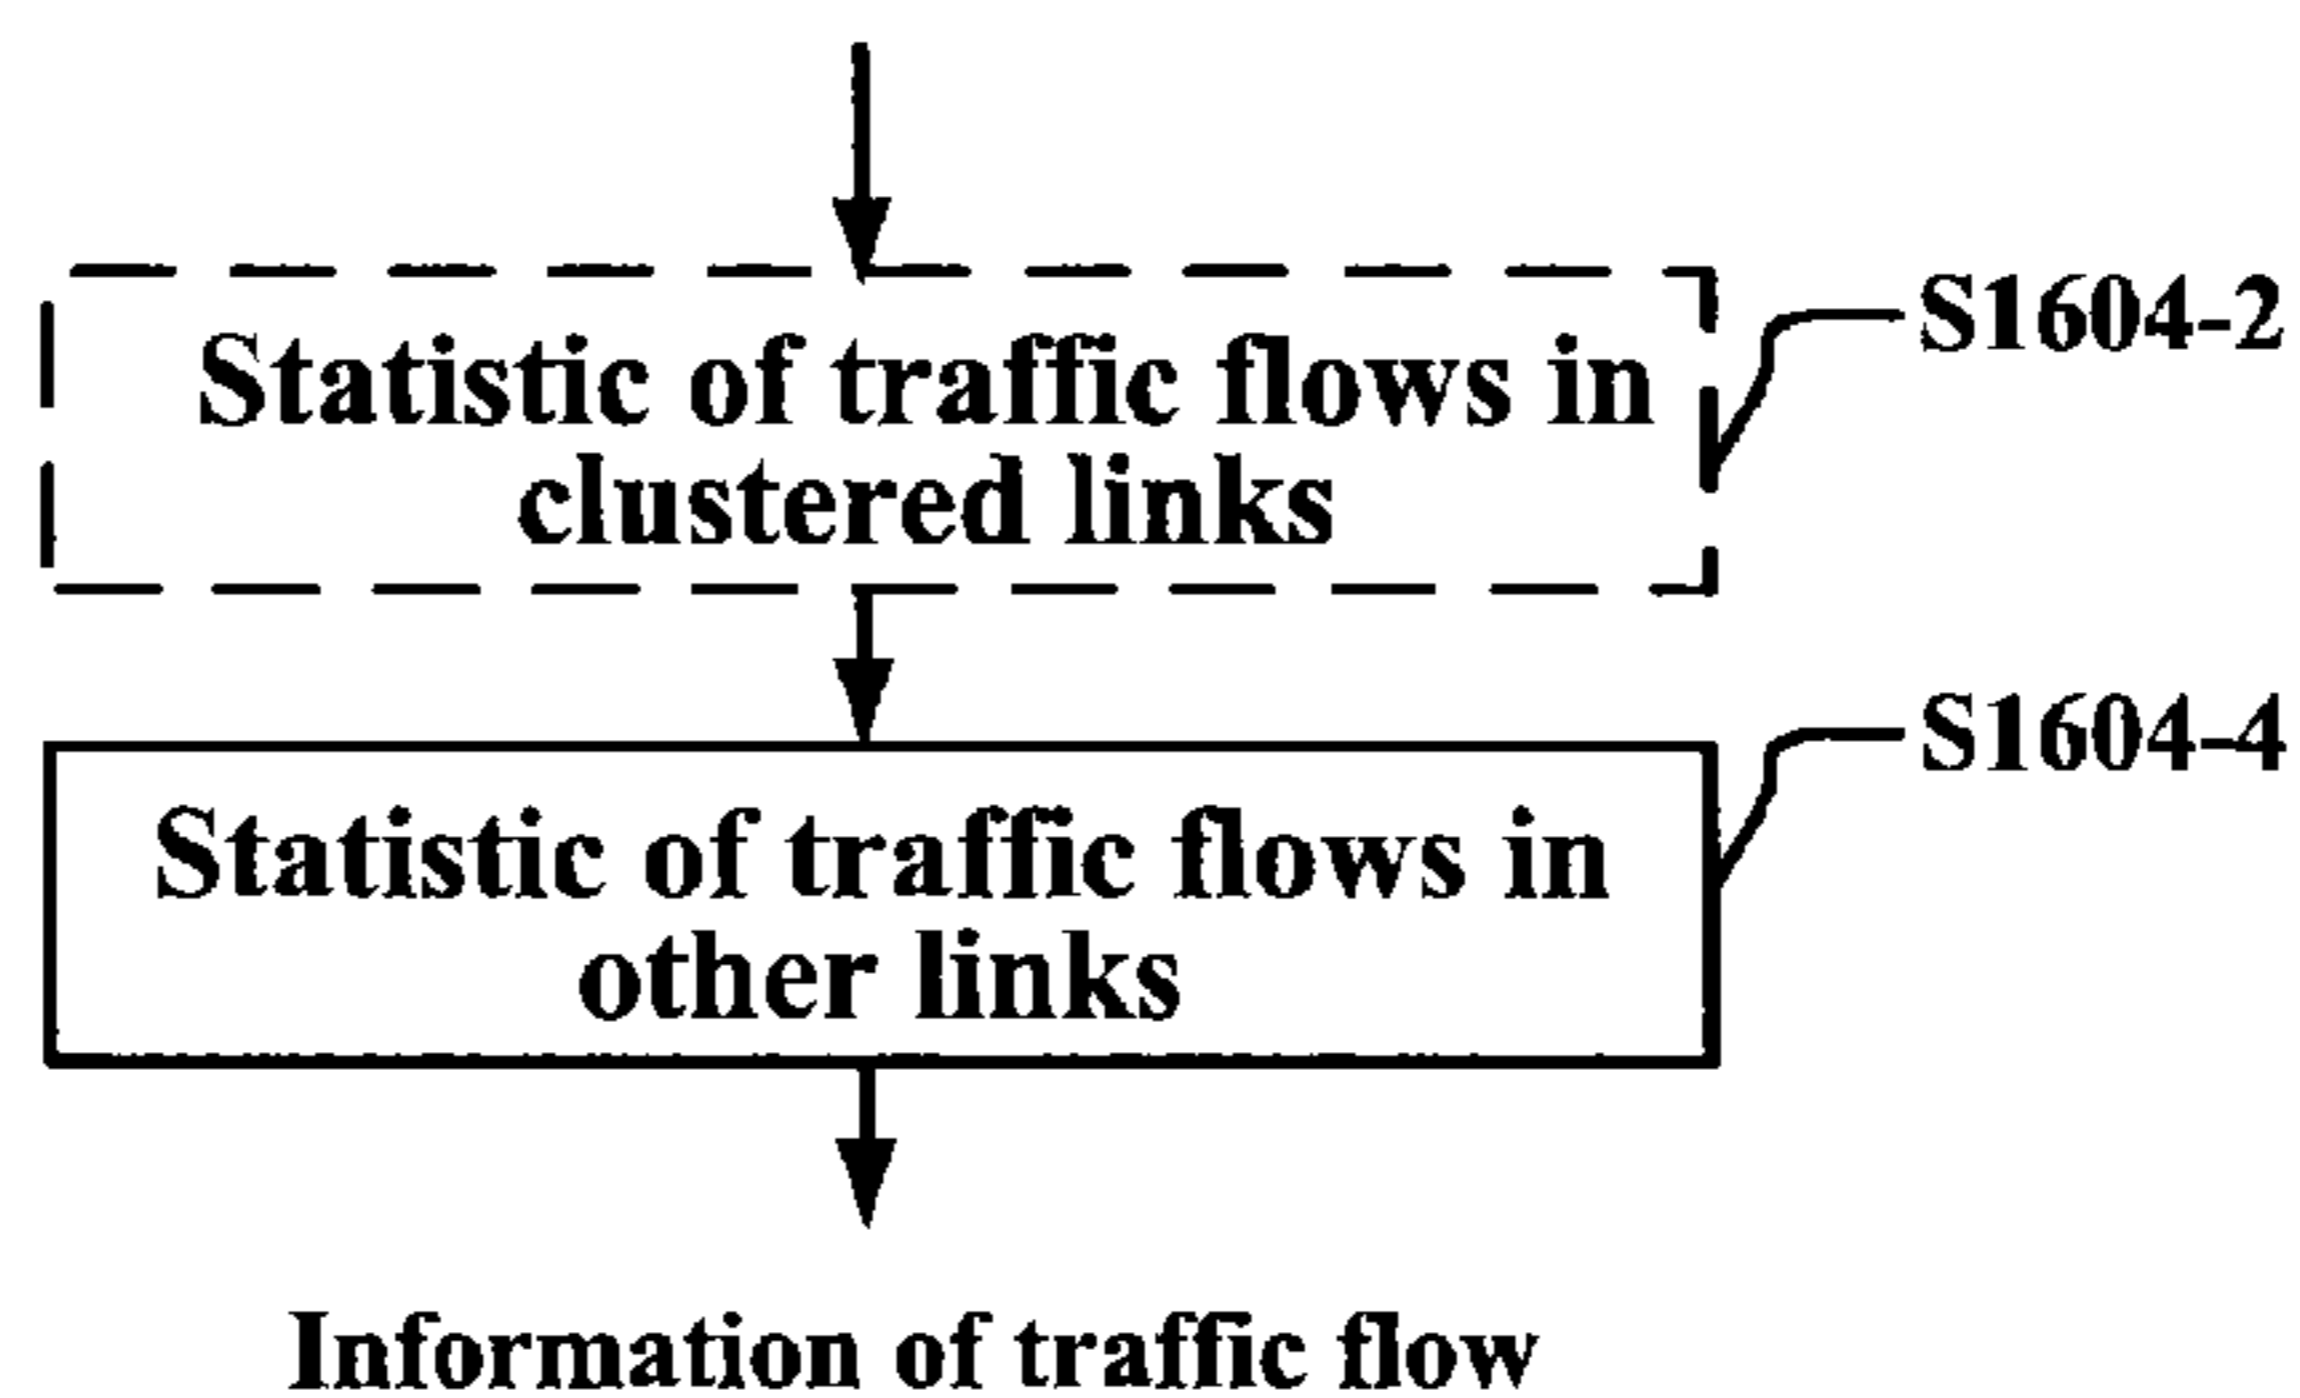 Statistic of traffic flows in
clustered links
S1604-2
Statistic of traffic flows in
other links
S1604-4
Information of traffic flow